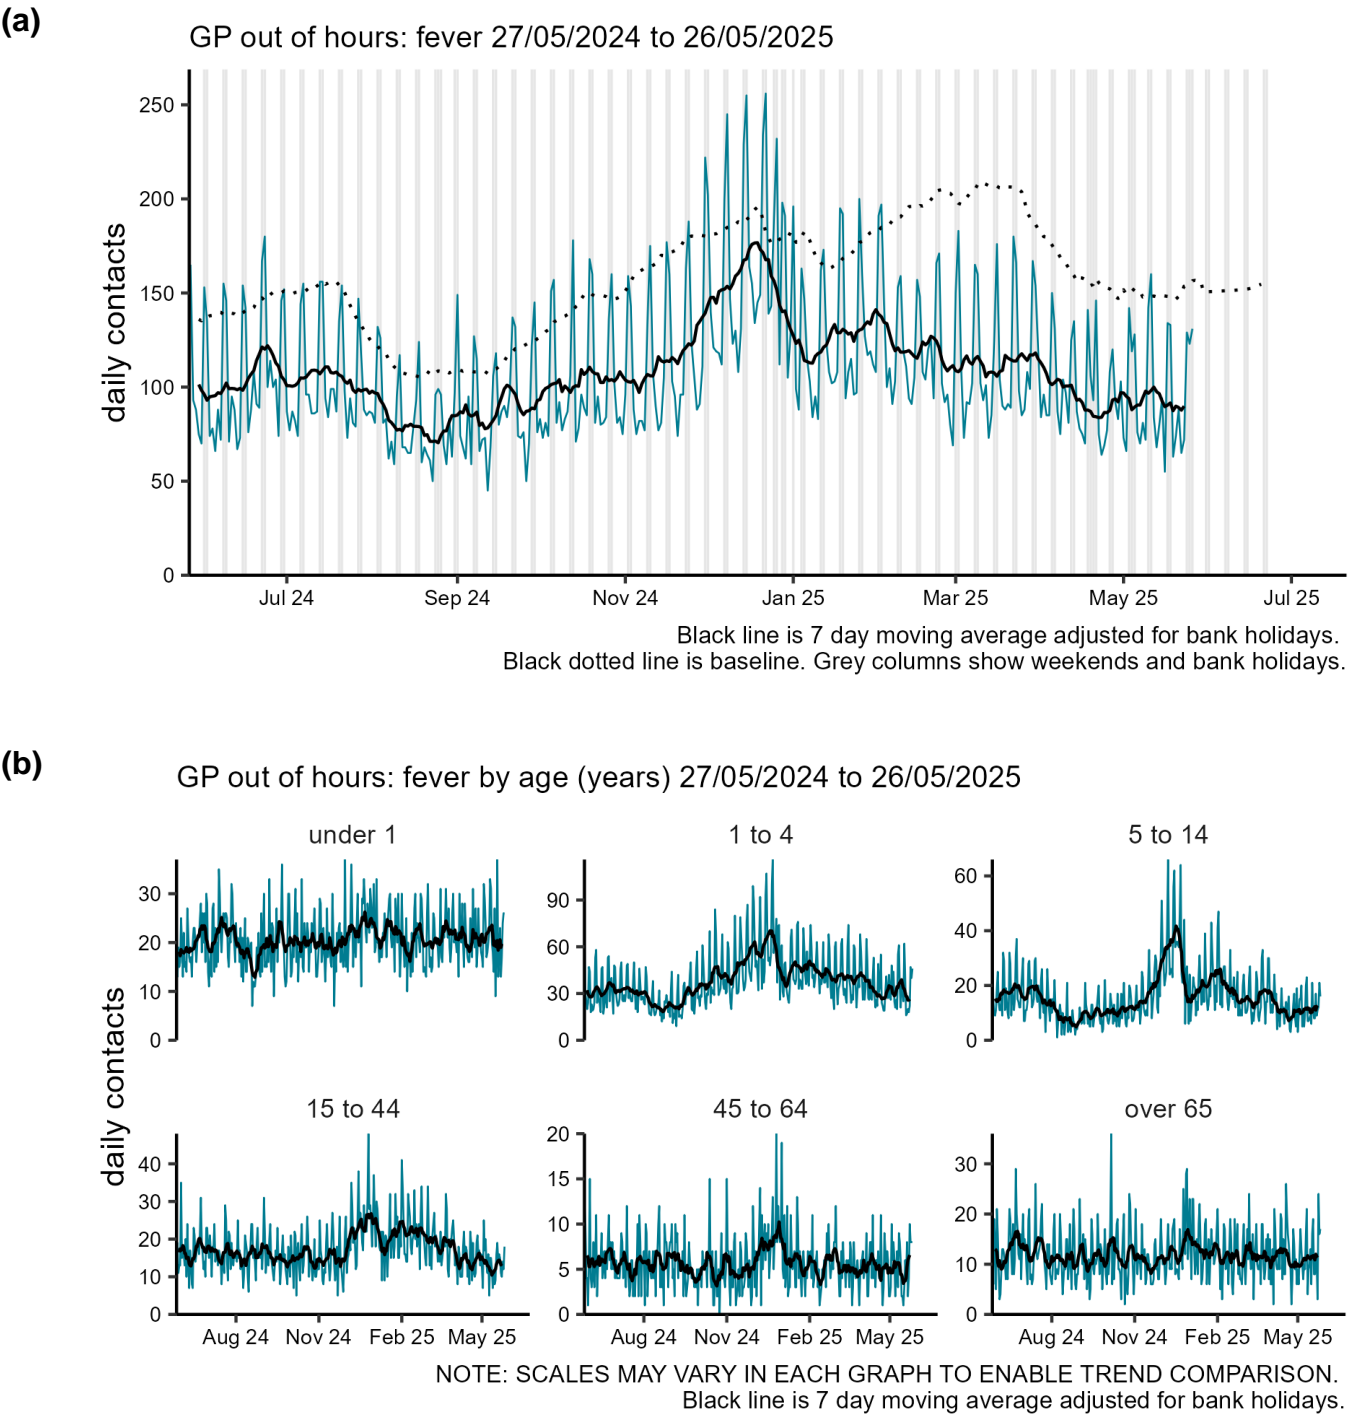 (a)
GP out of hours: fever 27/05/2024 to 26/05/2025
daily contacts
250
200
150
100
50
0
Jul 24 Sep 24 Nov 24 Jan 25 Mar 25 May 25 Jul 25
Black line is 7 day moving average adjusted for bank holidays.
Black dotted line is baseline. Grey columns show weekends and bank holidays.
(b)
GP out of hours: fever by age (years) 27/05/2024 to 26/05/2025
daily contacts
under 1
30
20
10
0
1 to 4
90
60
30
0
5 to 14
60
40
20
0
15 to 44
40
30
20
10
0
Aug 24 Nov 24 Feb 25 May 25
45 to 64
20
15
10
5
0
Aug 24 Nov 24 Feb 25 May 25
over 65
30
20
10
0
Aug 24 Nov 24 Feb 25 May 25
NOTE: SCALES MAY VARY IN EACH GRAPH TO ENABLE TREND COMPARISON.
Black line is 7 day moving average adjusted for bank holidays.